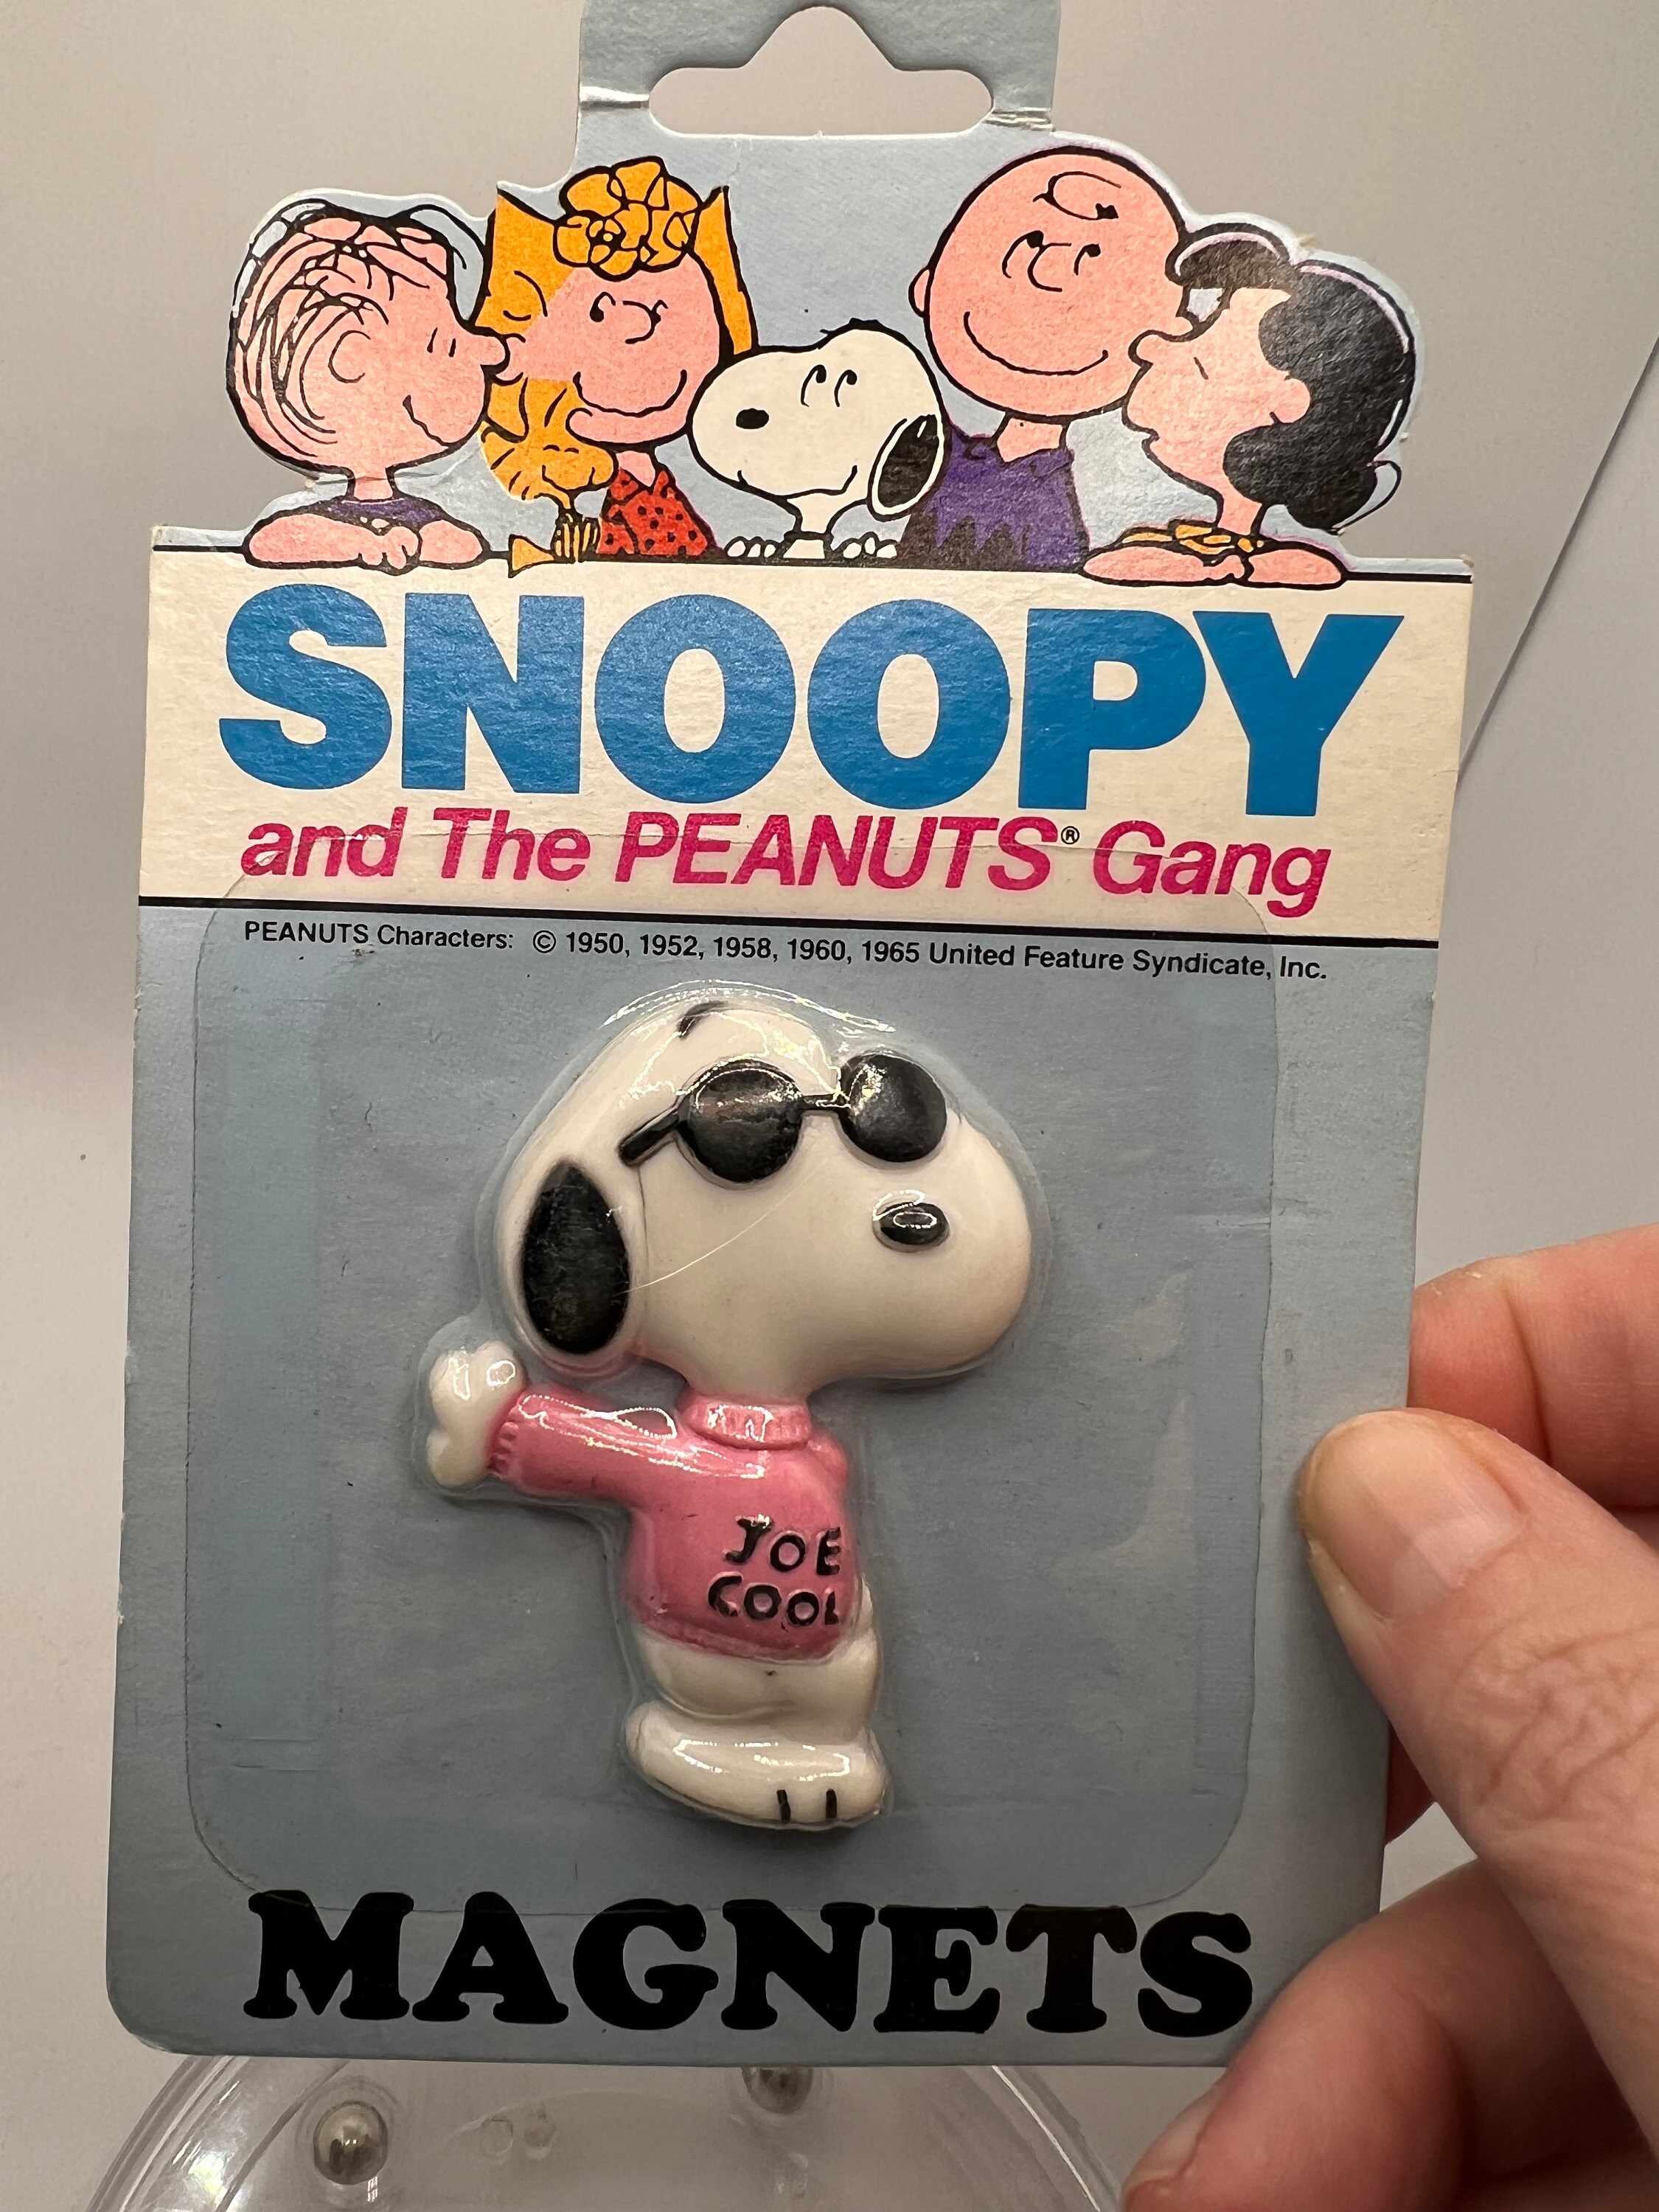 SNOOPY
and The PEANUTS® Gang
PEANUTS Characters: © 1950, 1952, 1958, 1960, 1965 United Feature Syndicate, Inc.
JOE
COOL
MAGNETS